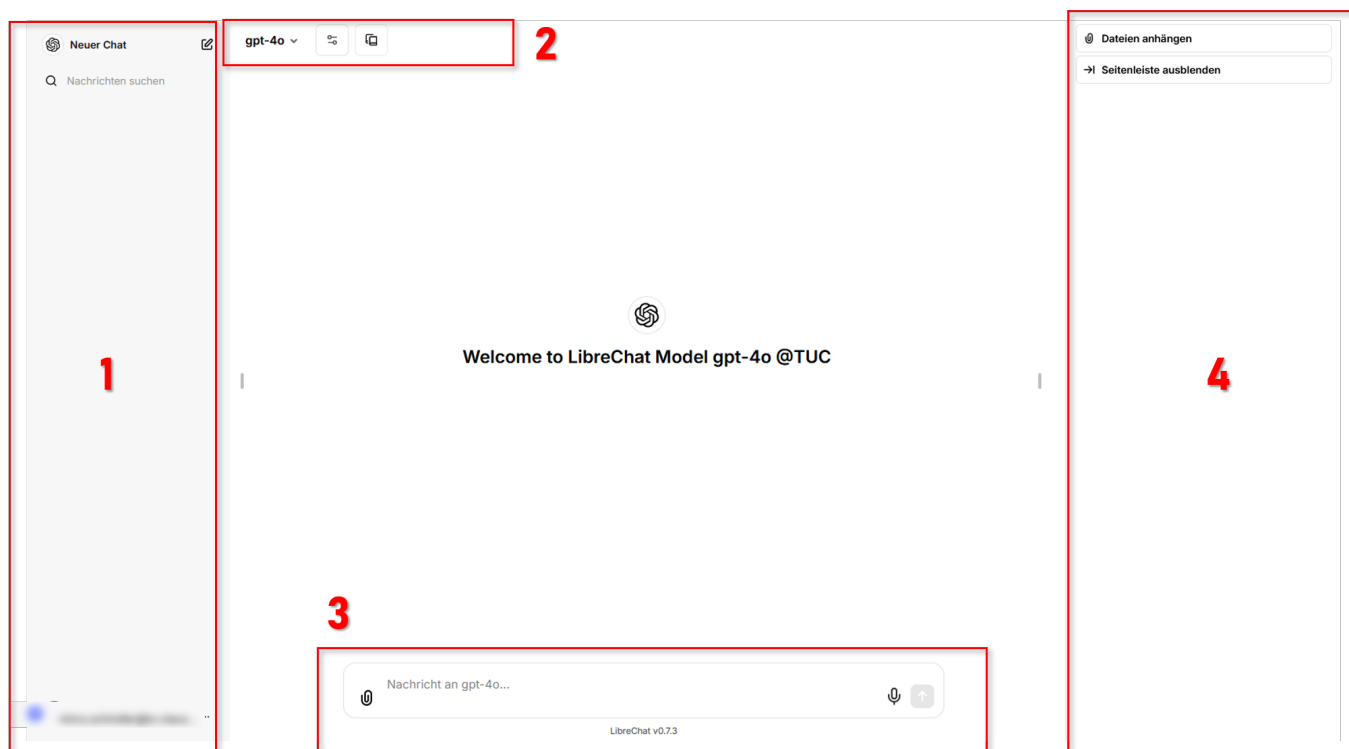 Neuer Chat
Nachrichten suchen
1
gpt-4o
2
Welcome to LibreChat Model gpt-4o @TUC
3
Nachricht an gpt-4o...
LibreChat v0.7.3
Dateien anhängen
Seitenleiste ausblenden
4